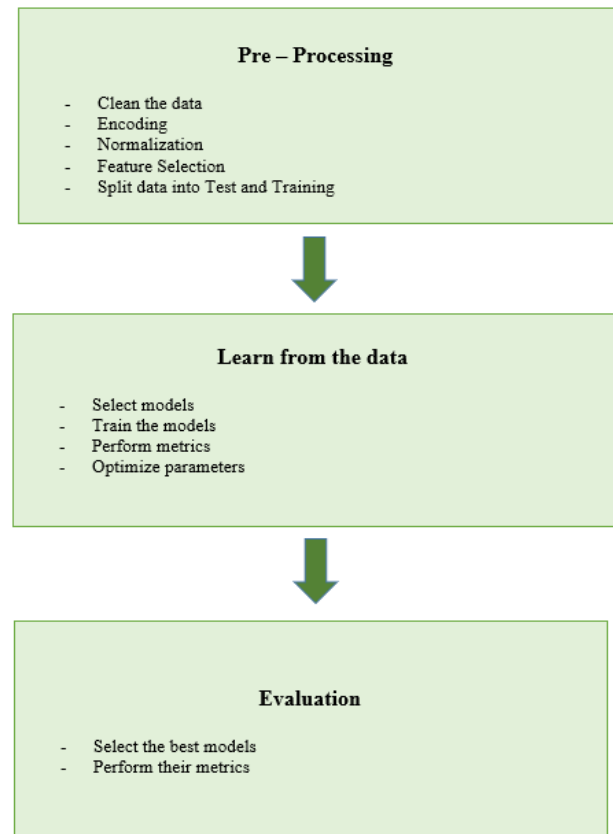 Pre – Processing
- Clean the data
- Encoding
- Normalization
- Feature Selection
- Split data into Test and Training
Learn from the data
- Select models
- Train the models
- Perform metrics
- Optimize parameters
Evaluation
- Select the best models
- Perform their metrics